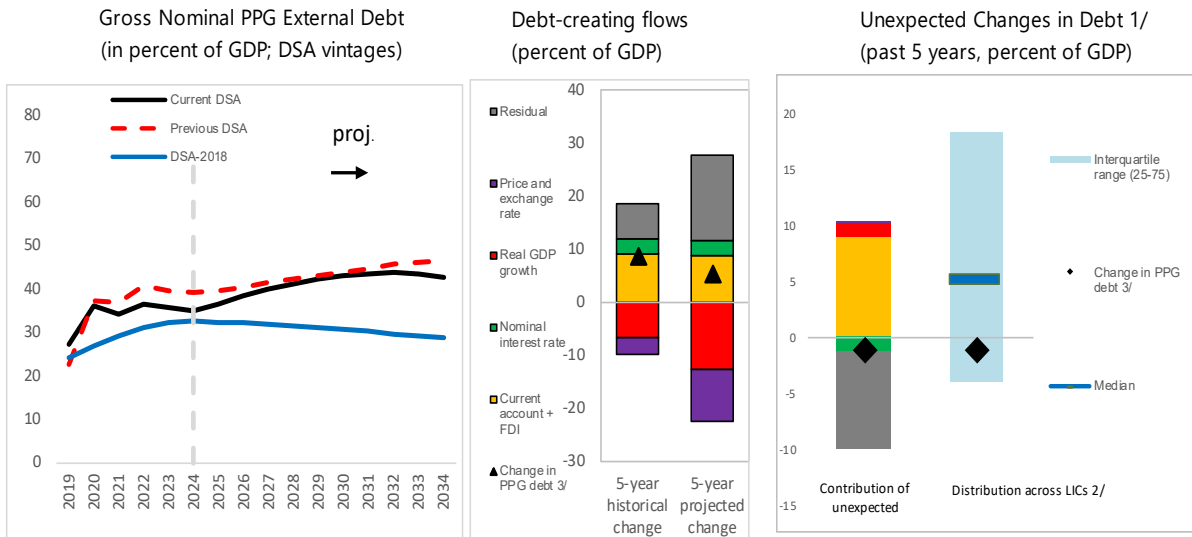 Gross Nominal PPG External Debt
(in percent of GDP; DSA vintages)
Current DSA
Previous DSA
DSA-2018
proj.
80
70
60
50
40
30
20
10
0
2019
2020
2021
2022
2023
2024
2025
2026
2027
2028
2029
2030
2031
2032
2033
2034
Debt-creating flows
(percent of GDP)
Residual
Price and
exchange
rate
Real GDP
growth
Nominal
interest rate
Current
account +
FDI
Change in
PPG debt 3/
40
30
20
10
0
-10
-20
-30
5-year
historical
change
5-year
projected
change
Unexpected Changes in Debt 1/
(past 5 years, percent of GDP)
20
15
10
5
0
-5
-10
-15
Contribution of
unexpected
Distribution across LICs 2/
Interquartile
range (25-75)
Change in PPG
debt 3/
Median